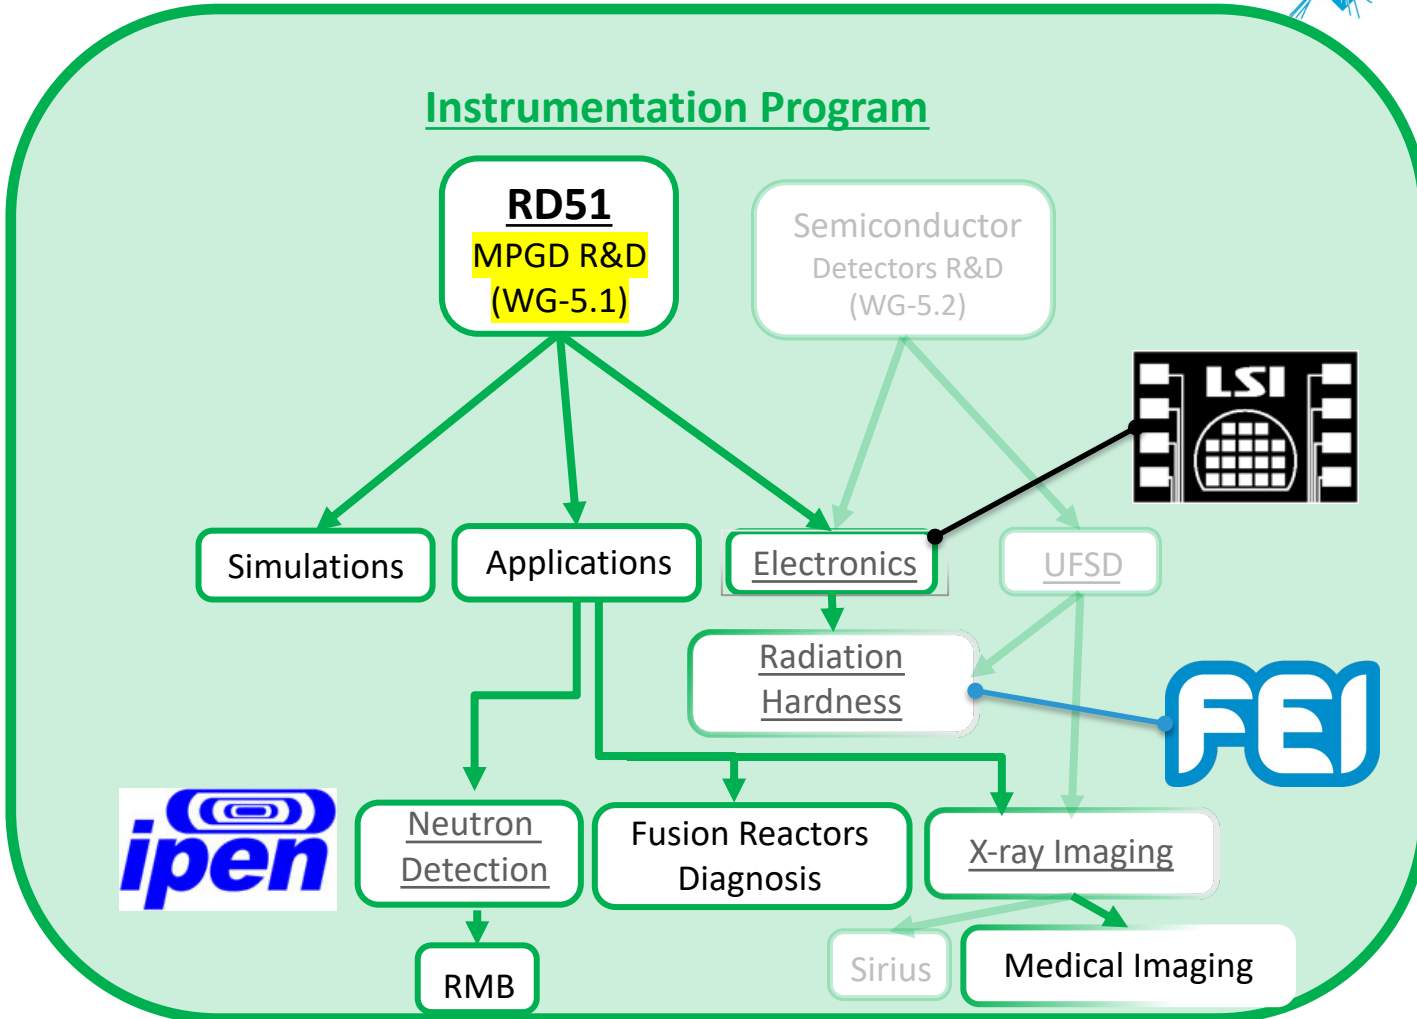 Instrumentation Program
RD51
MPGD R&D
(WG-5.1)
Semiconductor
Detectors R&D
(WG-5.2)
LSI
Simulations
Applications
Electronics
UFSD
Radiation
Hardness
FEI
ipen
Neutron
Detection
Fusion Reactors
Diagnosis
X-ray Imaging
RMB
Sirius
Medical Imaging